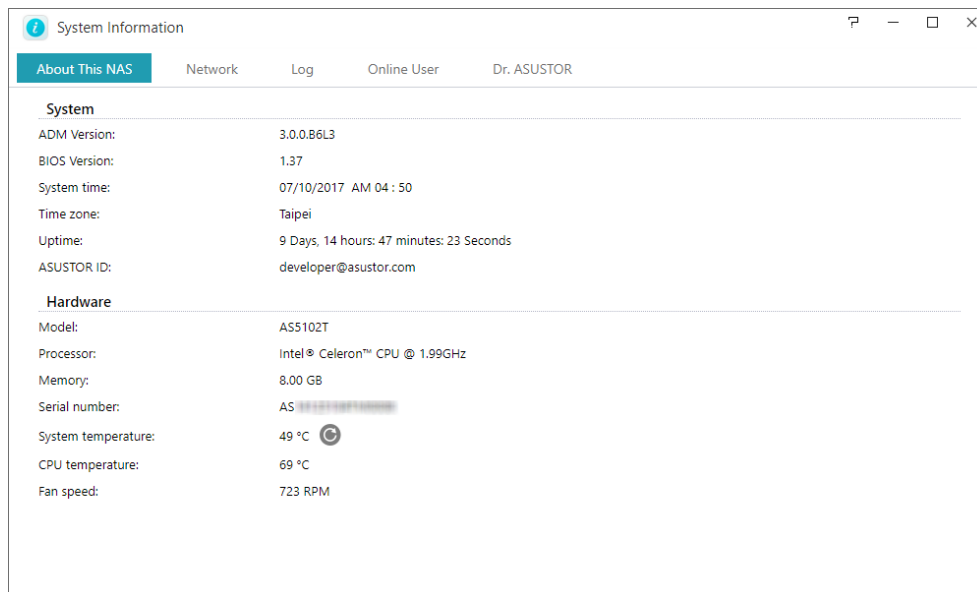 System Information
About This NAS Network Log Online User Dr. ASUSTOR
System
ADM Version: 3.0.0.B6L3
BIOS Version: 1.37
System time: 07/10/2017 AM 04 : 50
Time zone: Taipei
Uptime: 9 Days, 14 hours: 47 minutes: 23 Seconds
ASUSTOR ID: developer@asustor.com
Hardware
Model: AS5102T
Processor: Intel® Celeron™ CPU @ 1.99GHz
Memory: 8.00 GB
Serial number: AS
System temperature: 49 °C
CPU temperature: 69 °C
Fan speed: 723 RPM